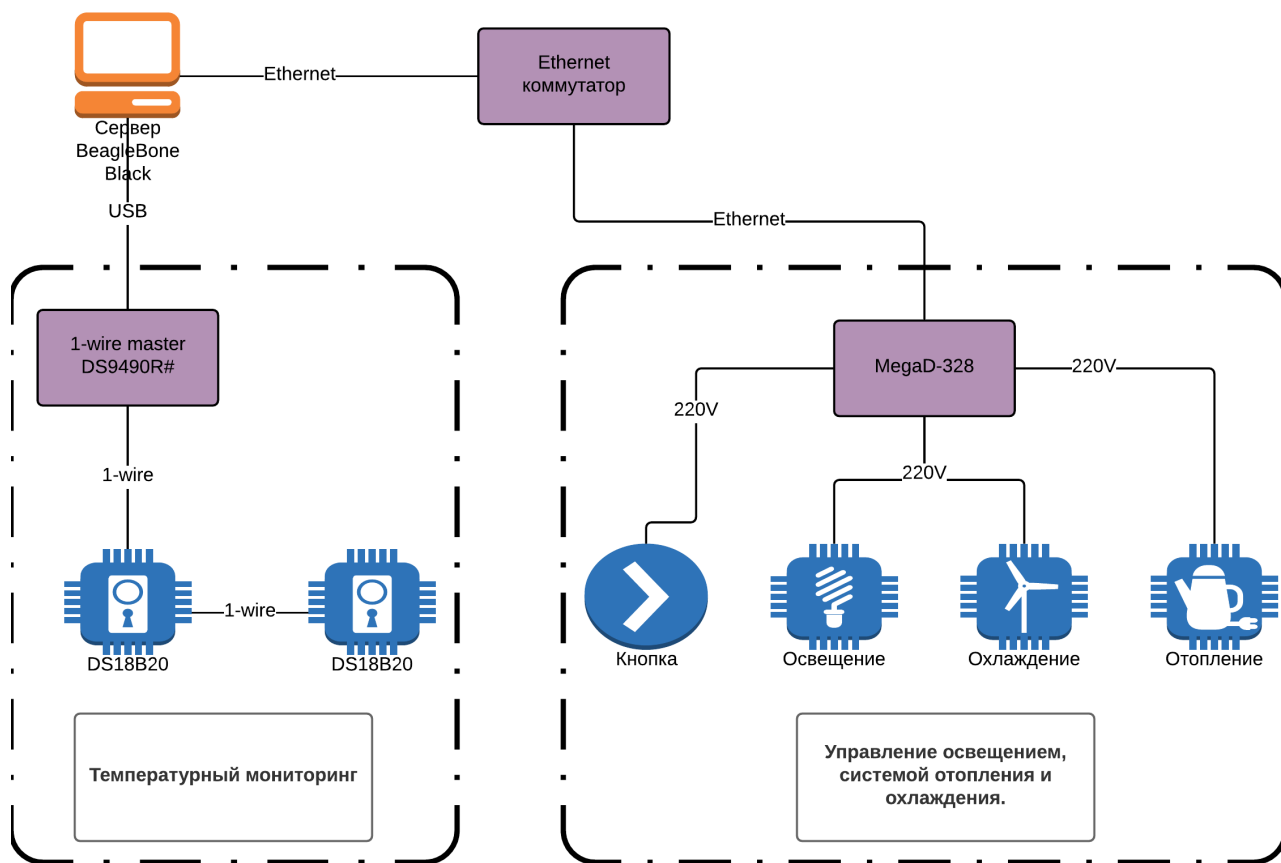 Ethernet
Ethernet
коммутатор
Сервер
BeagleBone
Black
USB
Ethernet
1-wire master
DS9490R#
MegaD-328
220V
220V
1-wire
220V
1-wire
DS18B20
DS18B20
Кнопка
Освещение
Охлаждение
Отопление
Температурный мониторинг
Управление освещением,
системой отопления и
охлаждения.